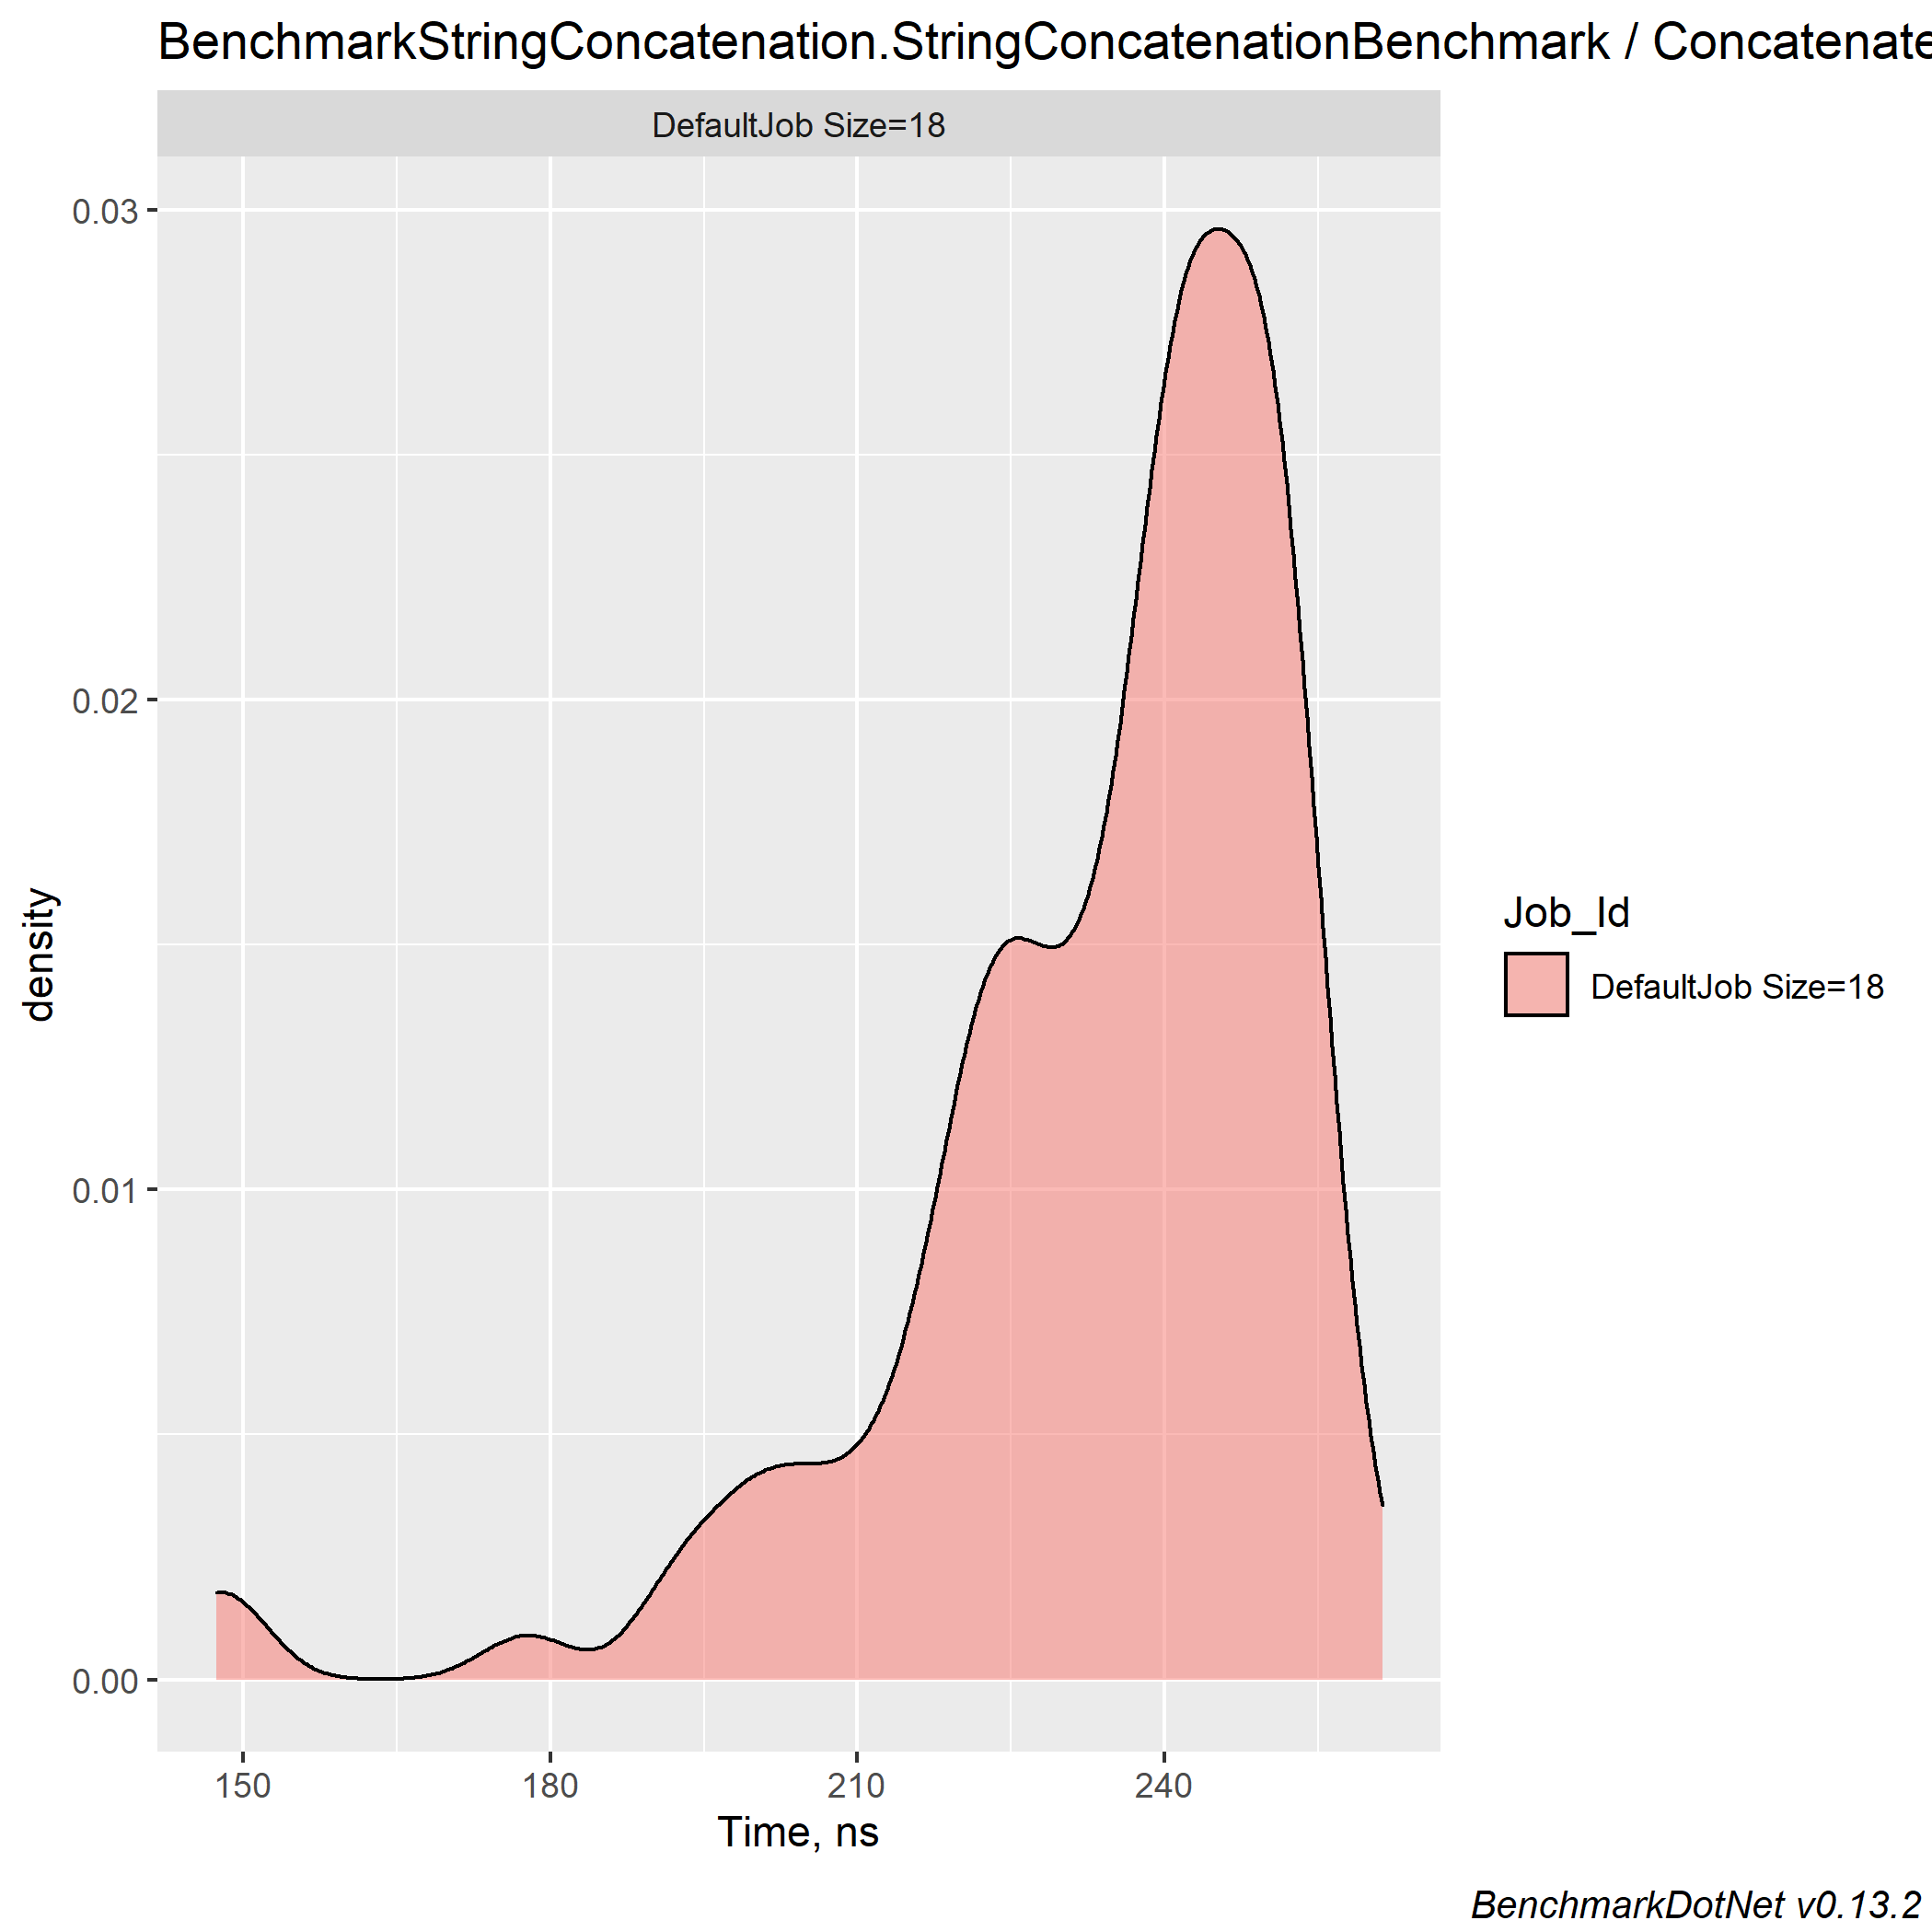 BenchmarkStringConcatenation.StringConcatenationBenchmark / Concatenate
DefaultJob Size=18
0.03
0.02
0.01
0.00
density
150 180 210 240
Time, ns
Job_Id
DefaultJob Size=18
BenchmarkDotNet v0.13.2